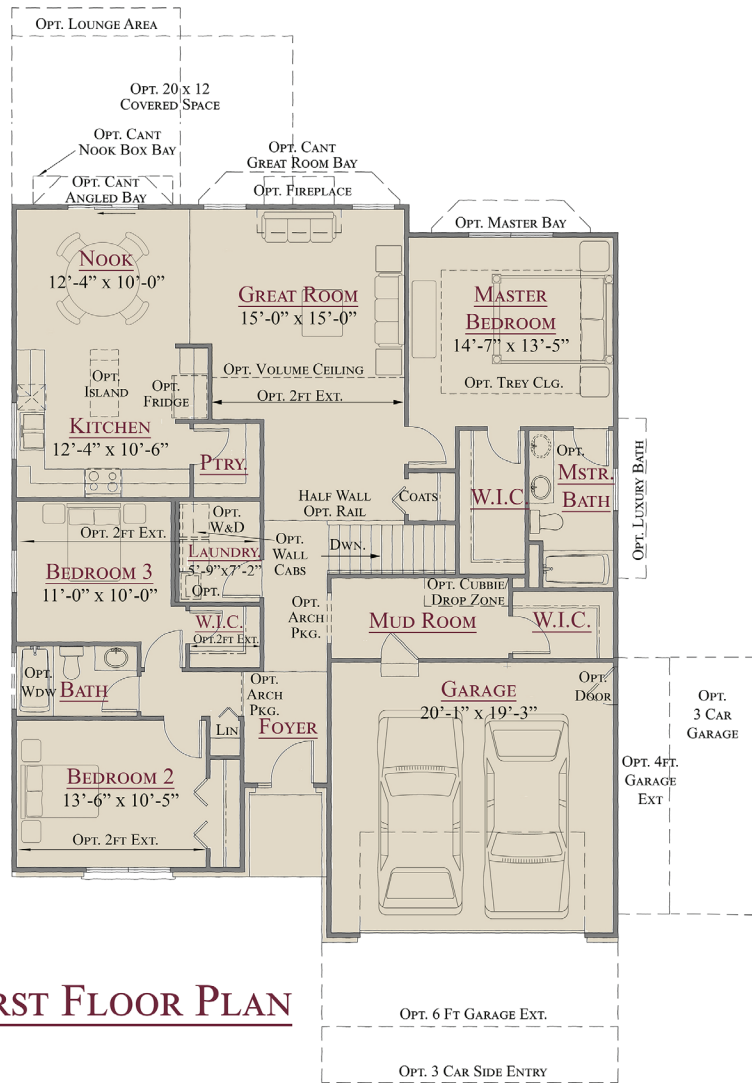 Opt. Lounge Area
Opt. 20 x 12
Covered Space
Opt. Cant
Nook Box Bay
Opt. Cant
Great Room Bay
Opt. Cant
Angled Bay
Opt. Fireplace
Opt. Master Bay
Nook
12’-4” x 10’-0”
Great Room
15’-0” x 15’-0”
Master
Bedroom
14’-7” x 13’-5”
Opt. Volume Ceiling
Opt. Trey Clg.
Opt. 2ft Ext.
Opt.
Island
Opt.
Fridge
Kitchen
12’-4” x 10’-6”
Ptry.
Opt.
Mstr.
Bath
Opt. Luxury Bath
W.I.C.
Coats
Half Wall
Opt. Rail
Opt.
W&D
Opt. 2ft Ext.
Opt.
Wall
Cabs
Dwn.
Laundry
5’-9”x7’-2”
Opt.
Bedroom 3
11’-0” x 10’-0”
Opt. Cubbie/
Drop Zone
Opt.
Arch
Pkg.
Mud Room
W.I.C.
W.I.C.
Opt.2ft Ext.
Opt.
Wdw
Bath
Opt.
Arch
Pkg.
Foyer
Lin
Garage
20’-1” x 19’-3”
Opt.
Door
Opt.
3 Car
Garage
Opt. 4ft.
Garage
Ext
Bedroom 2
13’-6” x 10’-5”
Opt. 2ft Ext.
rst Floor Plan
Opt. 6 Ft Garage Ext.
Opt. 3 Car Side Entry